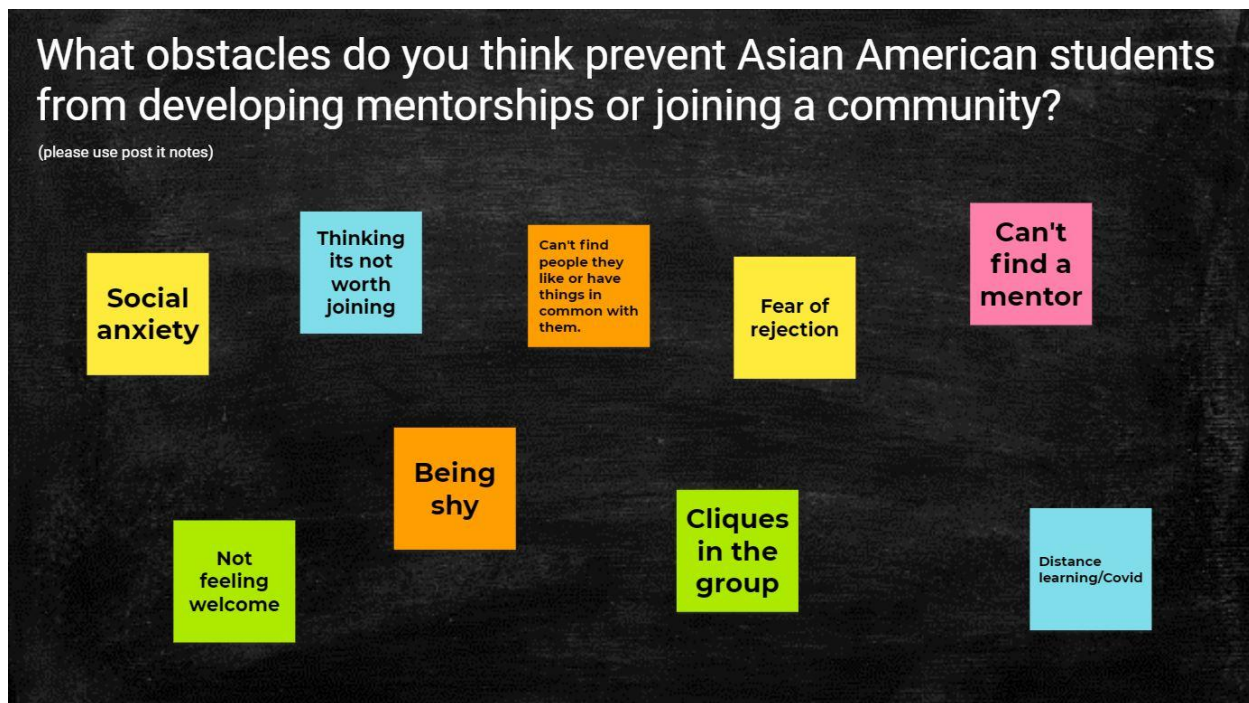 What obstacles do you think prevent Asian American students
from developing mentorships or joining a community?
(please use post it notes)
Social
anxiety
Thinking
its not
worth
joining
Can't find
people they
like or have
things in
common with
them.
Fear of
rejection
Can't
find a
mentor
Not
feeling
welcome
Being
shy
Cliques
in the
group
Distance
learning/Covid